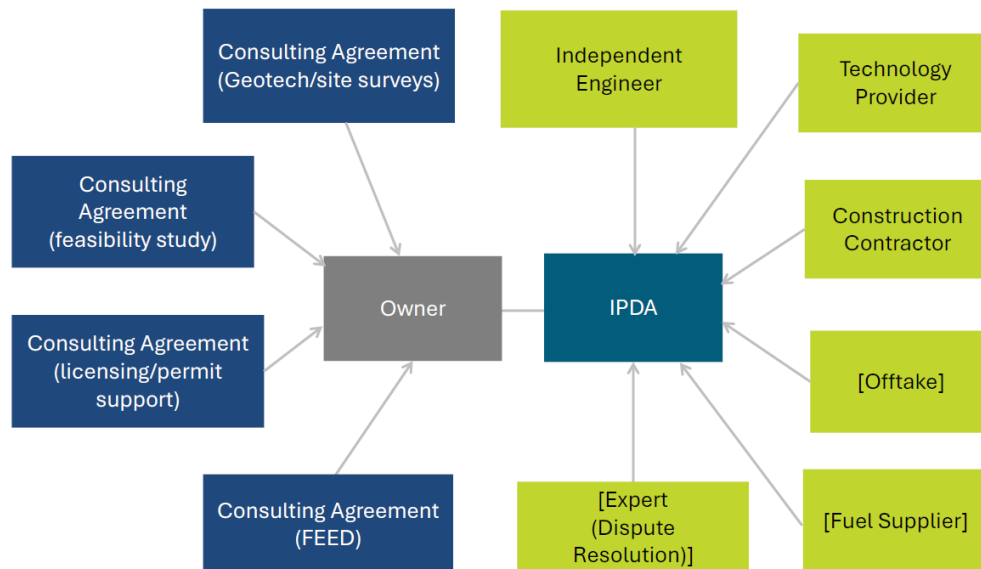 Consulting Agreement
(Geotech/site surveys)
Independent
Engineer
Technology
Provider
Consulting
Agreement
(feasibility study)
Construction
Contractor
Owner
IPDA
Consulting Agreement
(licensing/permit
support)
[Offtake]
Consulting Agreement
(FEED)
[Expert
(Dispute
Resolution)]
[Fuel Supplier]